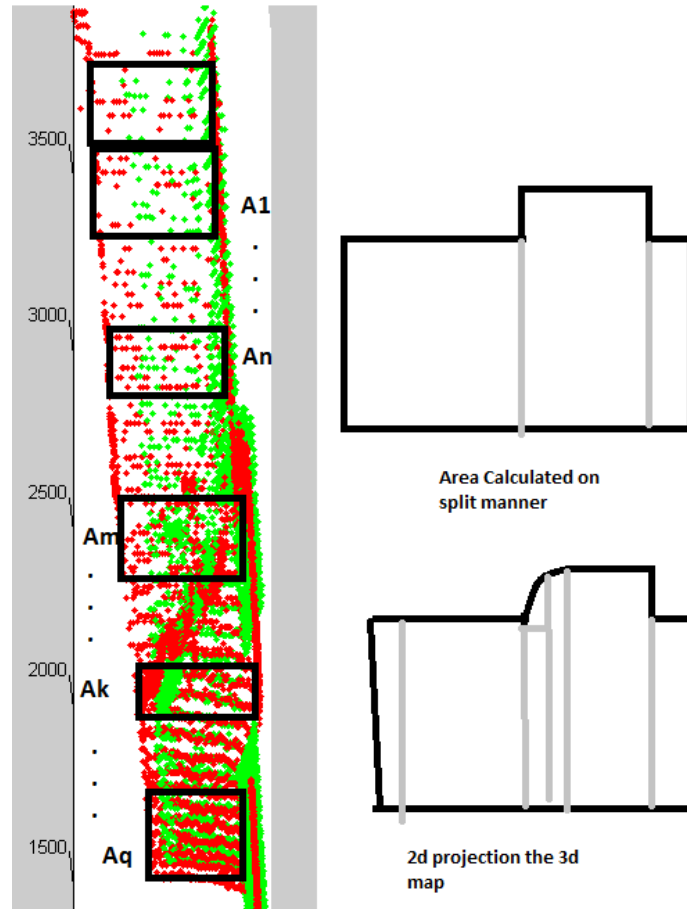 3500
A1
3000
An
2500
Am
2000
Ak
1500
Aq
Area Calculated on
split manner
2d projection the 3d
map